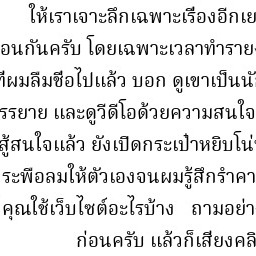 ให้เราเจาะลึกเฉพาะเรื่องอีกเย
อนกันครับ โดยเฉพาะเวลาทำราย
ที่ผมลืมชื่อไปแล้ว บอก ดูเขาเป็น
รรยาย และดูวีดีโอด้วยความสนใจ
สู้สนใจแล้ว ยังเปิดกระเป๋าหยิบโน
ระพือลมให้ตัวเองจนผมรู้สึกรำคา
คุณใช้เว็บไซต์อะไรบ้าง ถามอย่า
ก่อนครับ แล้วก็เสียงคลิ